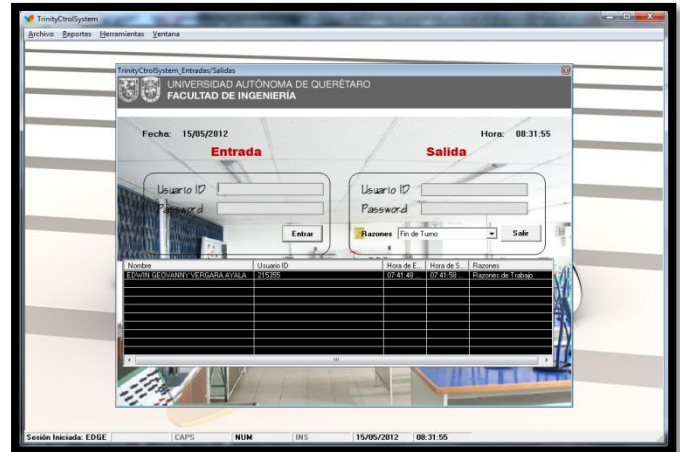 TrinityCtrolSystem
Archivo Reportes Herramientas Ventana
TrinityCtrolSystem_Entradas/Salidas
UNIVERSIDAD AUTÓNOMA DE QUERÉTARO
FACULTAD DE INGENIERÍA
Fecha: 15/05/2012 Hora: 08:31:55
Entrada Salida
Usuario ID Usuario ID
Password Password
Entrar Razones Fin de Turno Salir
Nombre Usuario ID Hora de E... Hora de S... Razones
EDWIN GEOVANNY VERGARA AYALA 215355 07:41:48 ... 07:41:58 ... Razones de Trabajo
Sesión Iniciada: EDGE CAPS NUM INS 15/05/2012 08:31:55